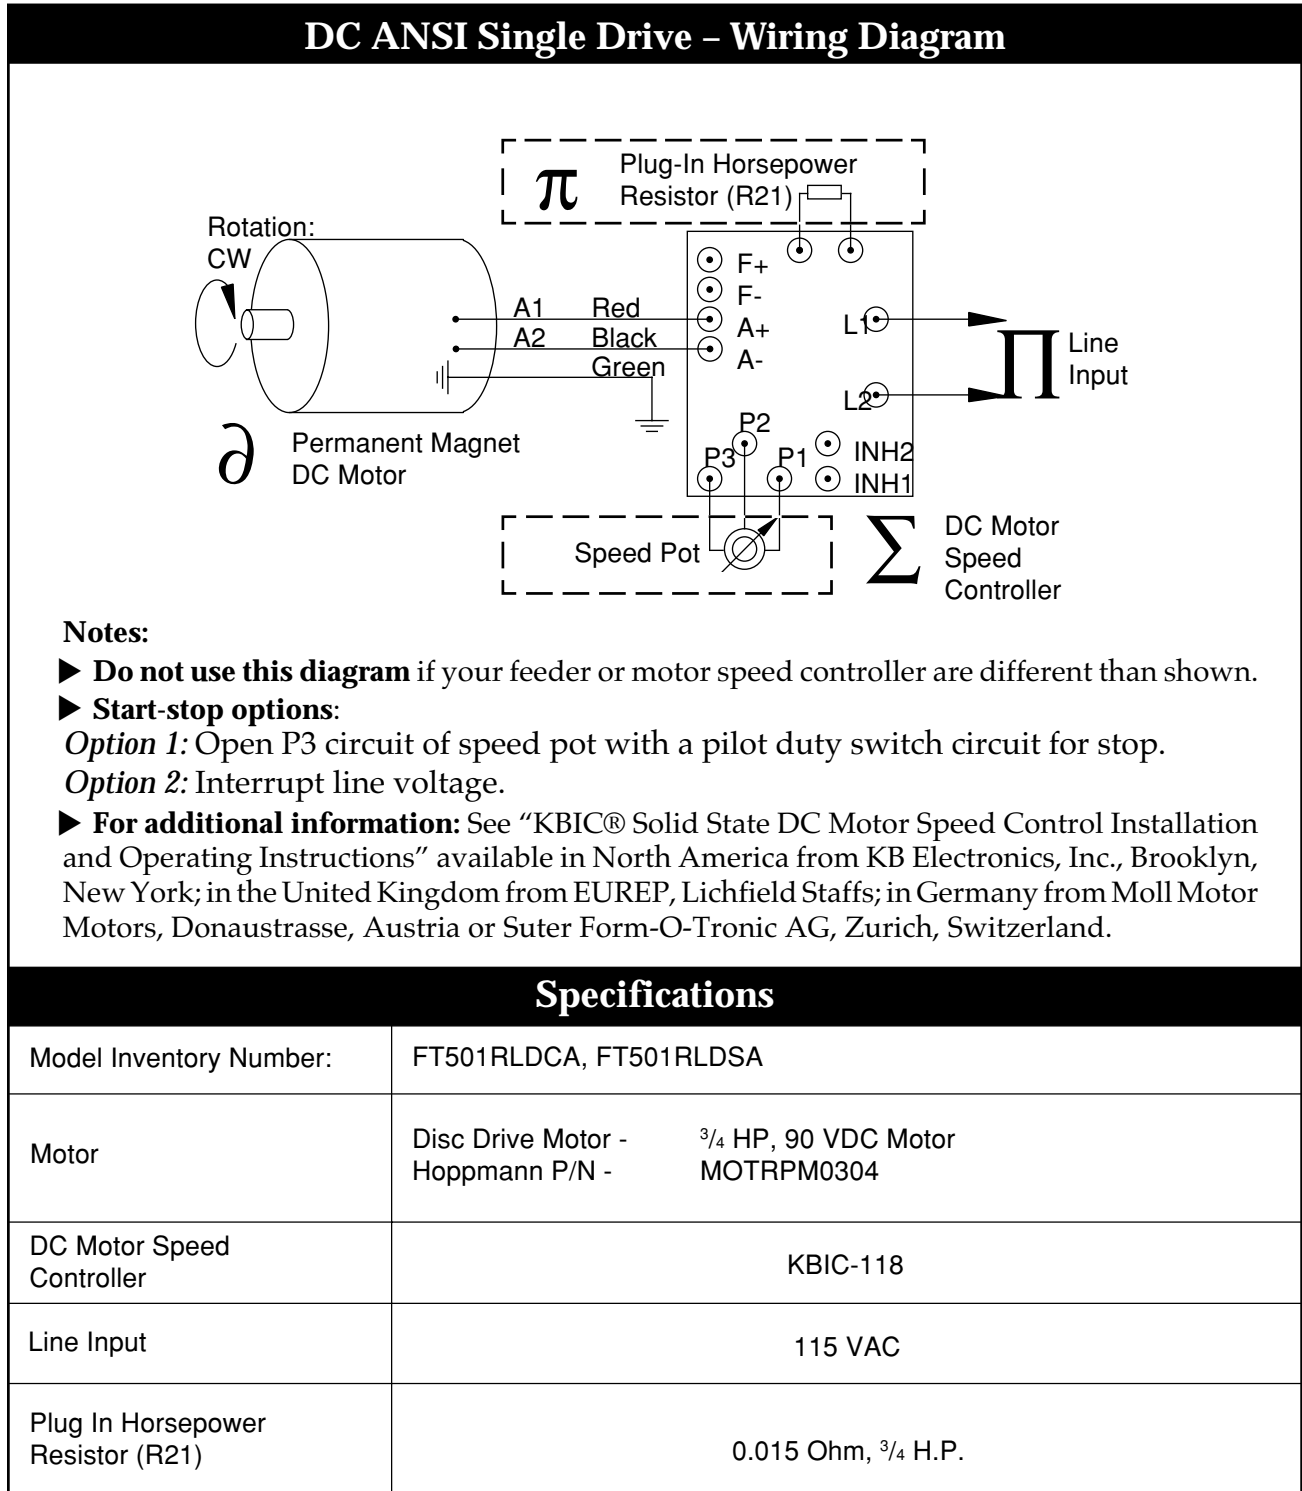 DC ANSI Single Drive – Wiring Diagram
π
Plug-In Horsepower
Resistor (R21)
Rotation:
CW
F+
F-
A1 Red
A+
L1
A2 Black
A-
Green
∏
Line
Input
L2
P2
P3
P1
INH2
INH1
∂
Permanent Magnet
DC Motor
Speed Pot
∑
DC Motor
Speed
Controller
Notes:
▶ Do not use this diagram if your feeder or motor speed controller are different than shown.
▶ Start-stop options:
Option 1: Open P3 circuit of speed pot with a pilot duty switch circuit for stop.
Option 2: Interrupt line voltage.
▶ For additional information: See “KBIC® Solid State DC Motor Speed Control Installation
and Operating Instructions” available in North America from KB Electronics, Inc., Brooklyn,
New York; in the United Kingdom from EUREP, Lichfield Staffs; in Germany from Moll Motor
Motors, Donaustrasse, Austria or Suter Form-O-Tronic AG, Zurich, Switzerland.
Specifications
Model Inventory Number: FT501RLDCA, FT501RLDSA
Motor
Disc Drive Motor - 3/4 HP, 90 VDC Motor
Hoppmann P/N - MOTRPM0304
DC Motor Speed
Controller
KBIC-118
Line Input 115 VAC
Plug In Horsepower
Resistor (R21)
0.015 Ohm, 3/4 H.P.